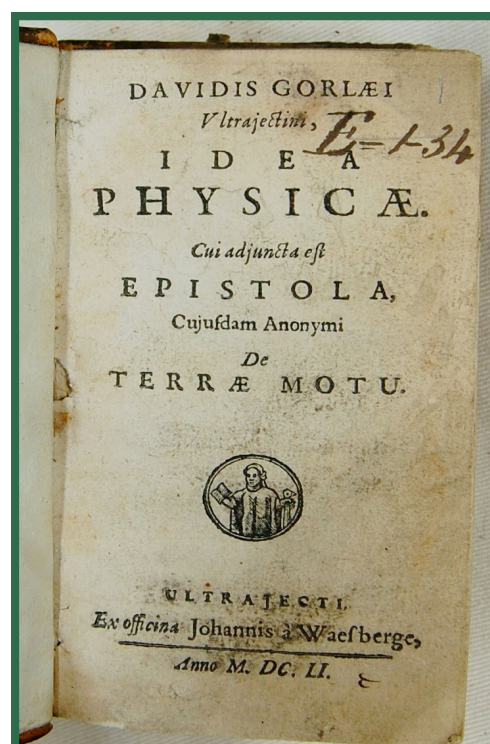 DAVIDIS GORLÆI
Vltrajectini,
E=1-34
IDEA
PHYSICÆ.
Cui adjuncta eſt
EPISTOLA,
Cujuſdam Anonymi
De
TERRÆ MOTU.
ULTRAJECTI,
Ex officina Johannis à Waeſberge,
Anno M. DC. LI.